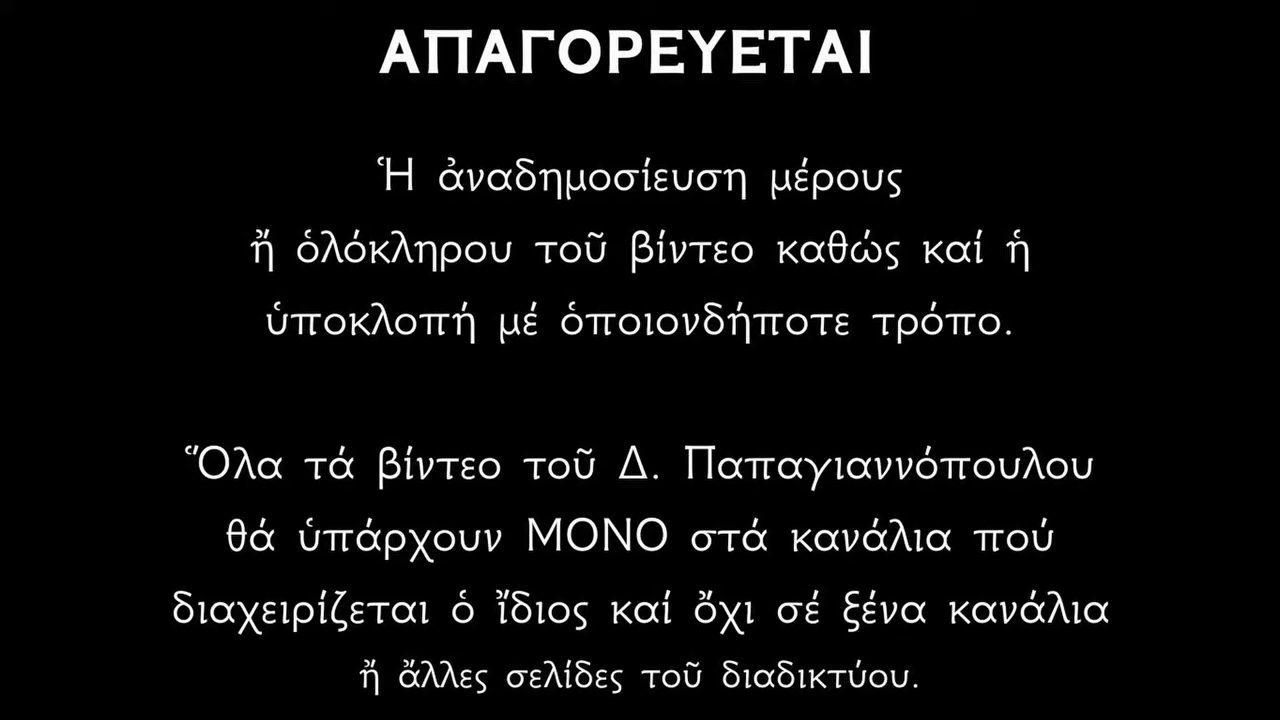 ΑΠΑΓΟΡΕΥΕΤΑΙ
Ἡ ἀναδημοσίευση μέρους
ἤ ὁλόκληρου τοῦ βίντεο καθώς καί ἡ
ὑποκλοπή μέ ὁποιονδήποτε τρόπο.
Ὅλα τά βίντεο τοῦ Δ. Παπαγιαννόπουλου
θά ὑπάρχουν ΜΟΝΟ στά κανάλια πού
διαχειρίζεται ὁ ἴδιος καί ὄχι σέ ξένα κανάλια
ἤ ἄλλες σελίδες τοῦ διαδικτύου.